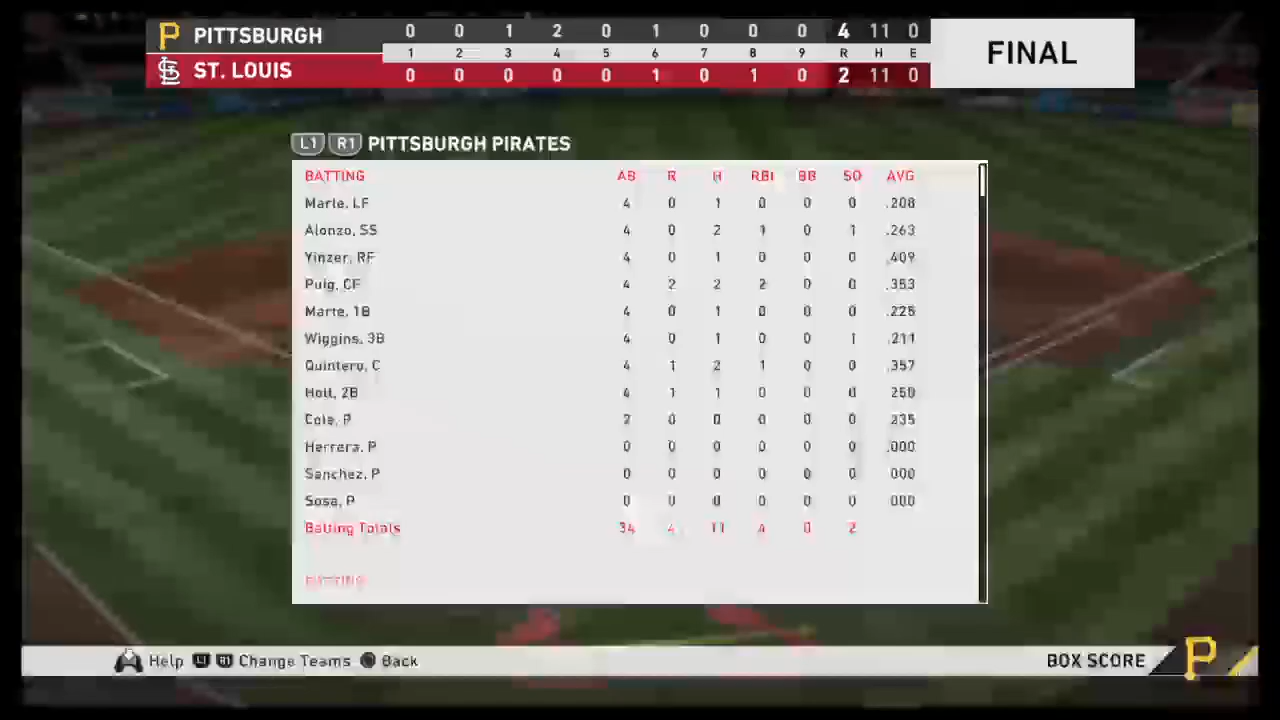 P PITTSBURGH 0 0 1 2 0 1 0 0 0 4 11 0
1 2 3 4 5 6 7 8 9 R H E
STL ST. LOUIS 0 0 0 0 0 1 0 1 0 2 11 0
FINAL
L1 R1 PITTSBURGH PIRATES
BATTING AB R H RBI BB SO AVG
Marte, LF 4 0 1 0 0 0 .208
Alonzo, SS 4 0 2 1 0 1 .263
Yinzer, RF 4 0 1 0 0 0 .409
Puig, CF 4 2 2 2 0 0 .353
Marte, 1B 4 0 1 0 0 0 .225
Wiggins, 3B 4 0 1 0 0 1 .211
Quintero, C 4 1 2 1 0 0 .357
Holt, 2B 4 1 1 0 0 0 .250
Cole, P 2 0 0 0 0 0 .235
Herrera, P 0 0 0 0 0 0 .000
Sanchez, P 0 0 0 0 0 0 .000
Sosa, P 0 0 0 0 0 0 .000
Batting Totals 34 4 11 4 0 2
BATTING
Help L1 R1 Change Teams Back
BOX SCORE P